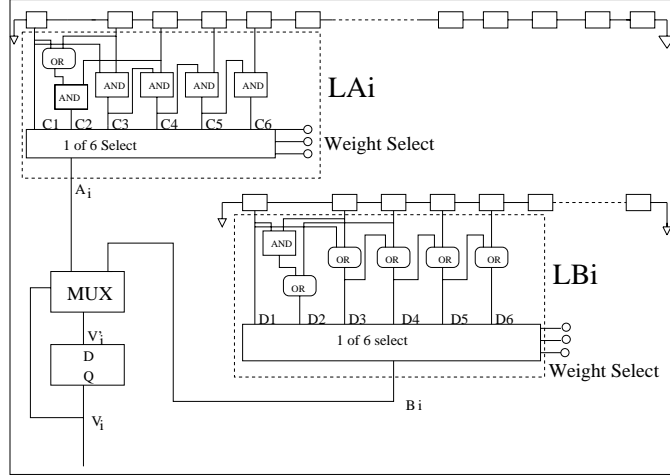 OR
AND
AND AND AND AND
LAi
C1 C2 C3 C4 C5 C6
1 of 6 Select
Weight Select
A i
AND
OR OR OR OR
OR
LBi
MUX
D1 D2 D3 D4 D5 D6
V'i
1 of 6 select
D
Q
Weight Select
V i
B i